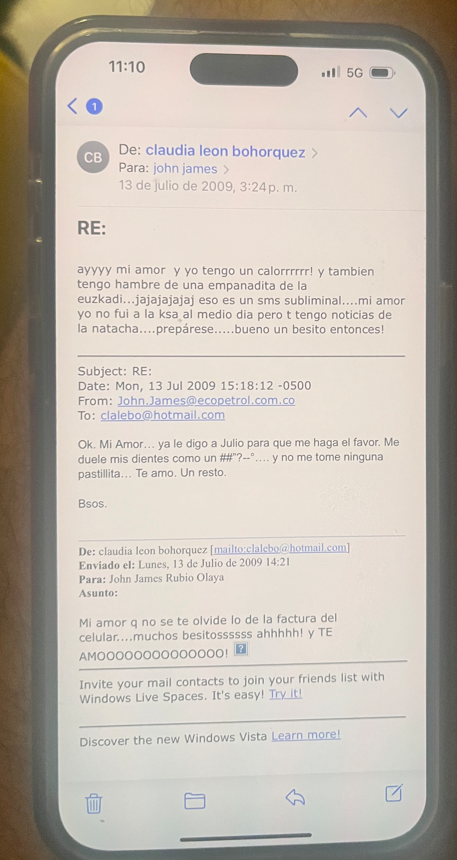 11:10
5G
1
CB
De: claudia leon bohorquez
Para: john james
13 de julio de 2009, 3:24 p. m.
RE:
ayyyy mi amor y yo tengo un calorrrrrr! y tambien
tengo hambre de una empanadita de la
euzkadi...jajajajajaj eso es un sms subliminal....mi amor
yo no fui a la ksa al medio dia pero t tengo noticias de
la natacha....prepárese.....bueno un besito entonces!
Subject: RE:
Date: Mon, 13 Jul 2009 15:18:12 -0500
From: John.James@ecopetrol.com.co
To: clalebo@hotmail.com
Ok. Mi Amor... ya le digo a Julio para que me haga el favor. Me
duele mis dientes como un ##"?--°.... y no me tome ninguna
pastillita... Te amo. Un resto.
Bsos.
De: claudia leon bohorquez [mailto:clalebo@hotmail.com]
Enviado el: Lunes, 13 de Julio de 2009 14:21
Para: John James Rubio Olaya
Asunto:
Mi amor q no se te olvide lo de la factura del
celular....muchos besitossssss ahhhhh! y TE
AMOOOOOOOOOOOOOO! ?
Invite your mail contacts to join your friends list with
Windows Live Spaces. It's easy! Try it!
Discover the new Windows Vista Learn more!